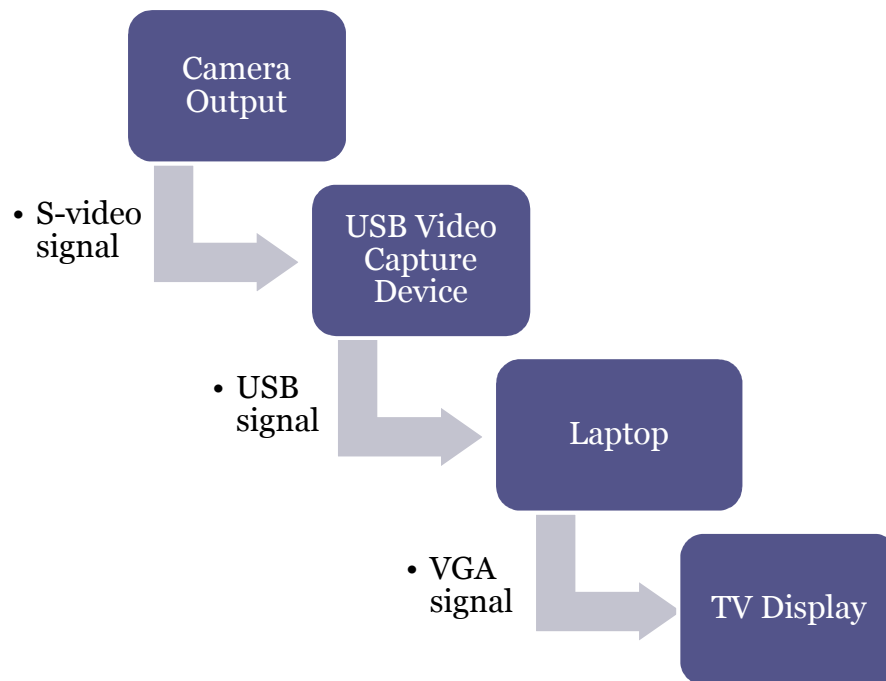 Camera
Output
• S-video
signal
USB Video
Capture
Device
• USB
signal
Laptop
• VGA
signal
TV Display